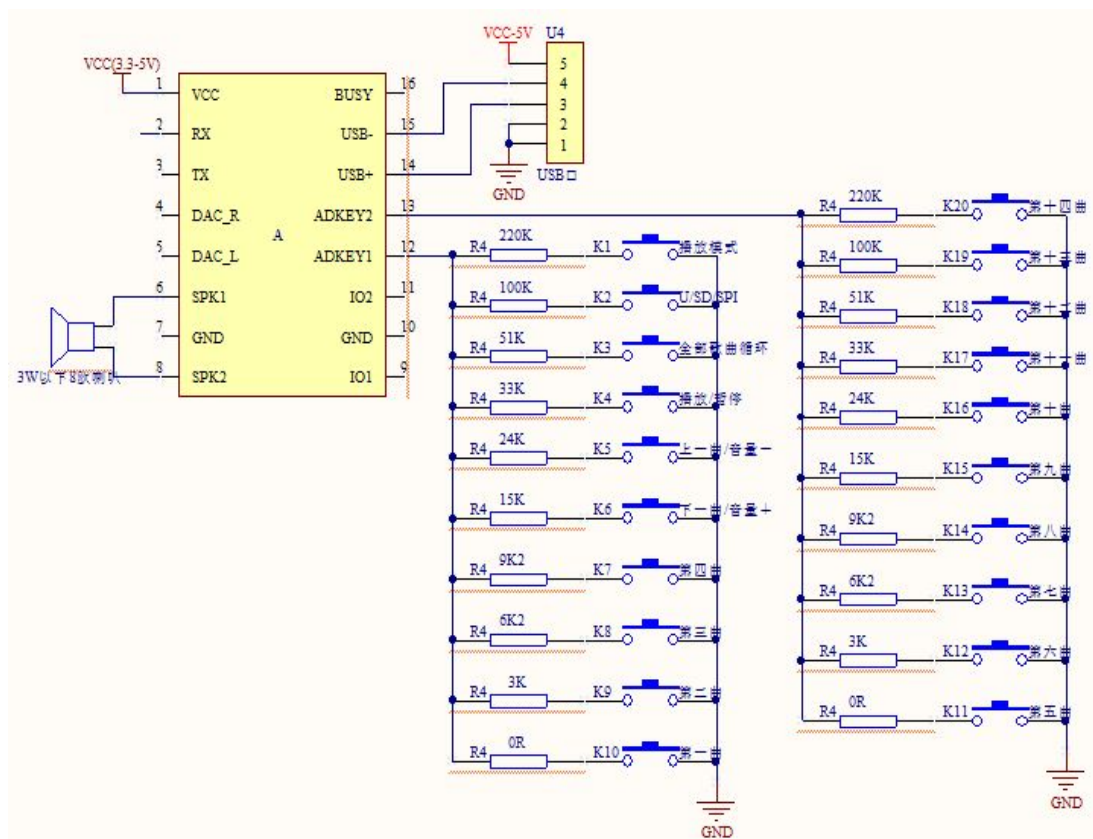 VCC-5V U4
VCC(3.3-5V)
1 VCC BUSY 16
2 RX USB- 15
3 TX USB+ 14
4 DAC_R ADKEY2 13
5 DAC_L ADKEY1 12
6 SPK1 IO2 11
7 GND GND 10
8 SPK2 IO1 9
A
5
4
3
2
1
USB口
GND
3W以下8欧喇叭
R4 220K K1 播放模式
R4 100K K2 U/SD/SPI
R4 51K K3 全部歌曲循环
R4 33K K4 播放/暂停
R4 24K K5 上一曲/音量－
R4 15K K6 下一曲/音量＋
R4 9K2 K7 第四曲
R4 6K2 K8 第三曲
R4 3K K9 第二曲
R4 0R K10 第一曲
GND
R4 220K K20 第十四曲
R4 100K K19 第十三曲
R4 51K K18 第十二曲
R4 33K K17 第十一曲
R4 24K K16 第十曲
R4 15K K15 第九曲
R4 9K2 K14 第八曲
R4 6K2 K13 第七曲
R4 3K K12 第六曲
R4 0R K11 第五曲
GND